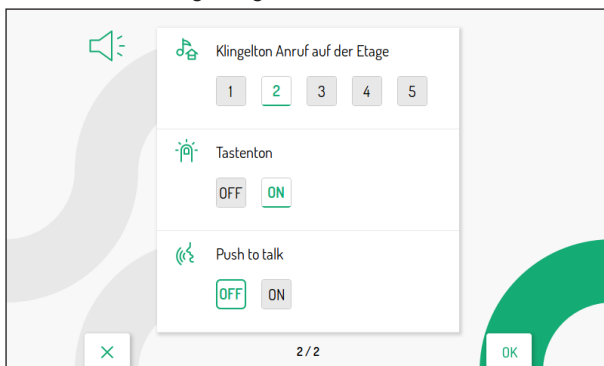 Klingelton Anruf auf der Etage
1 2 3 4 5
Tastenton
OFF ON
Push to talk
OFF ON
2/2
OK